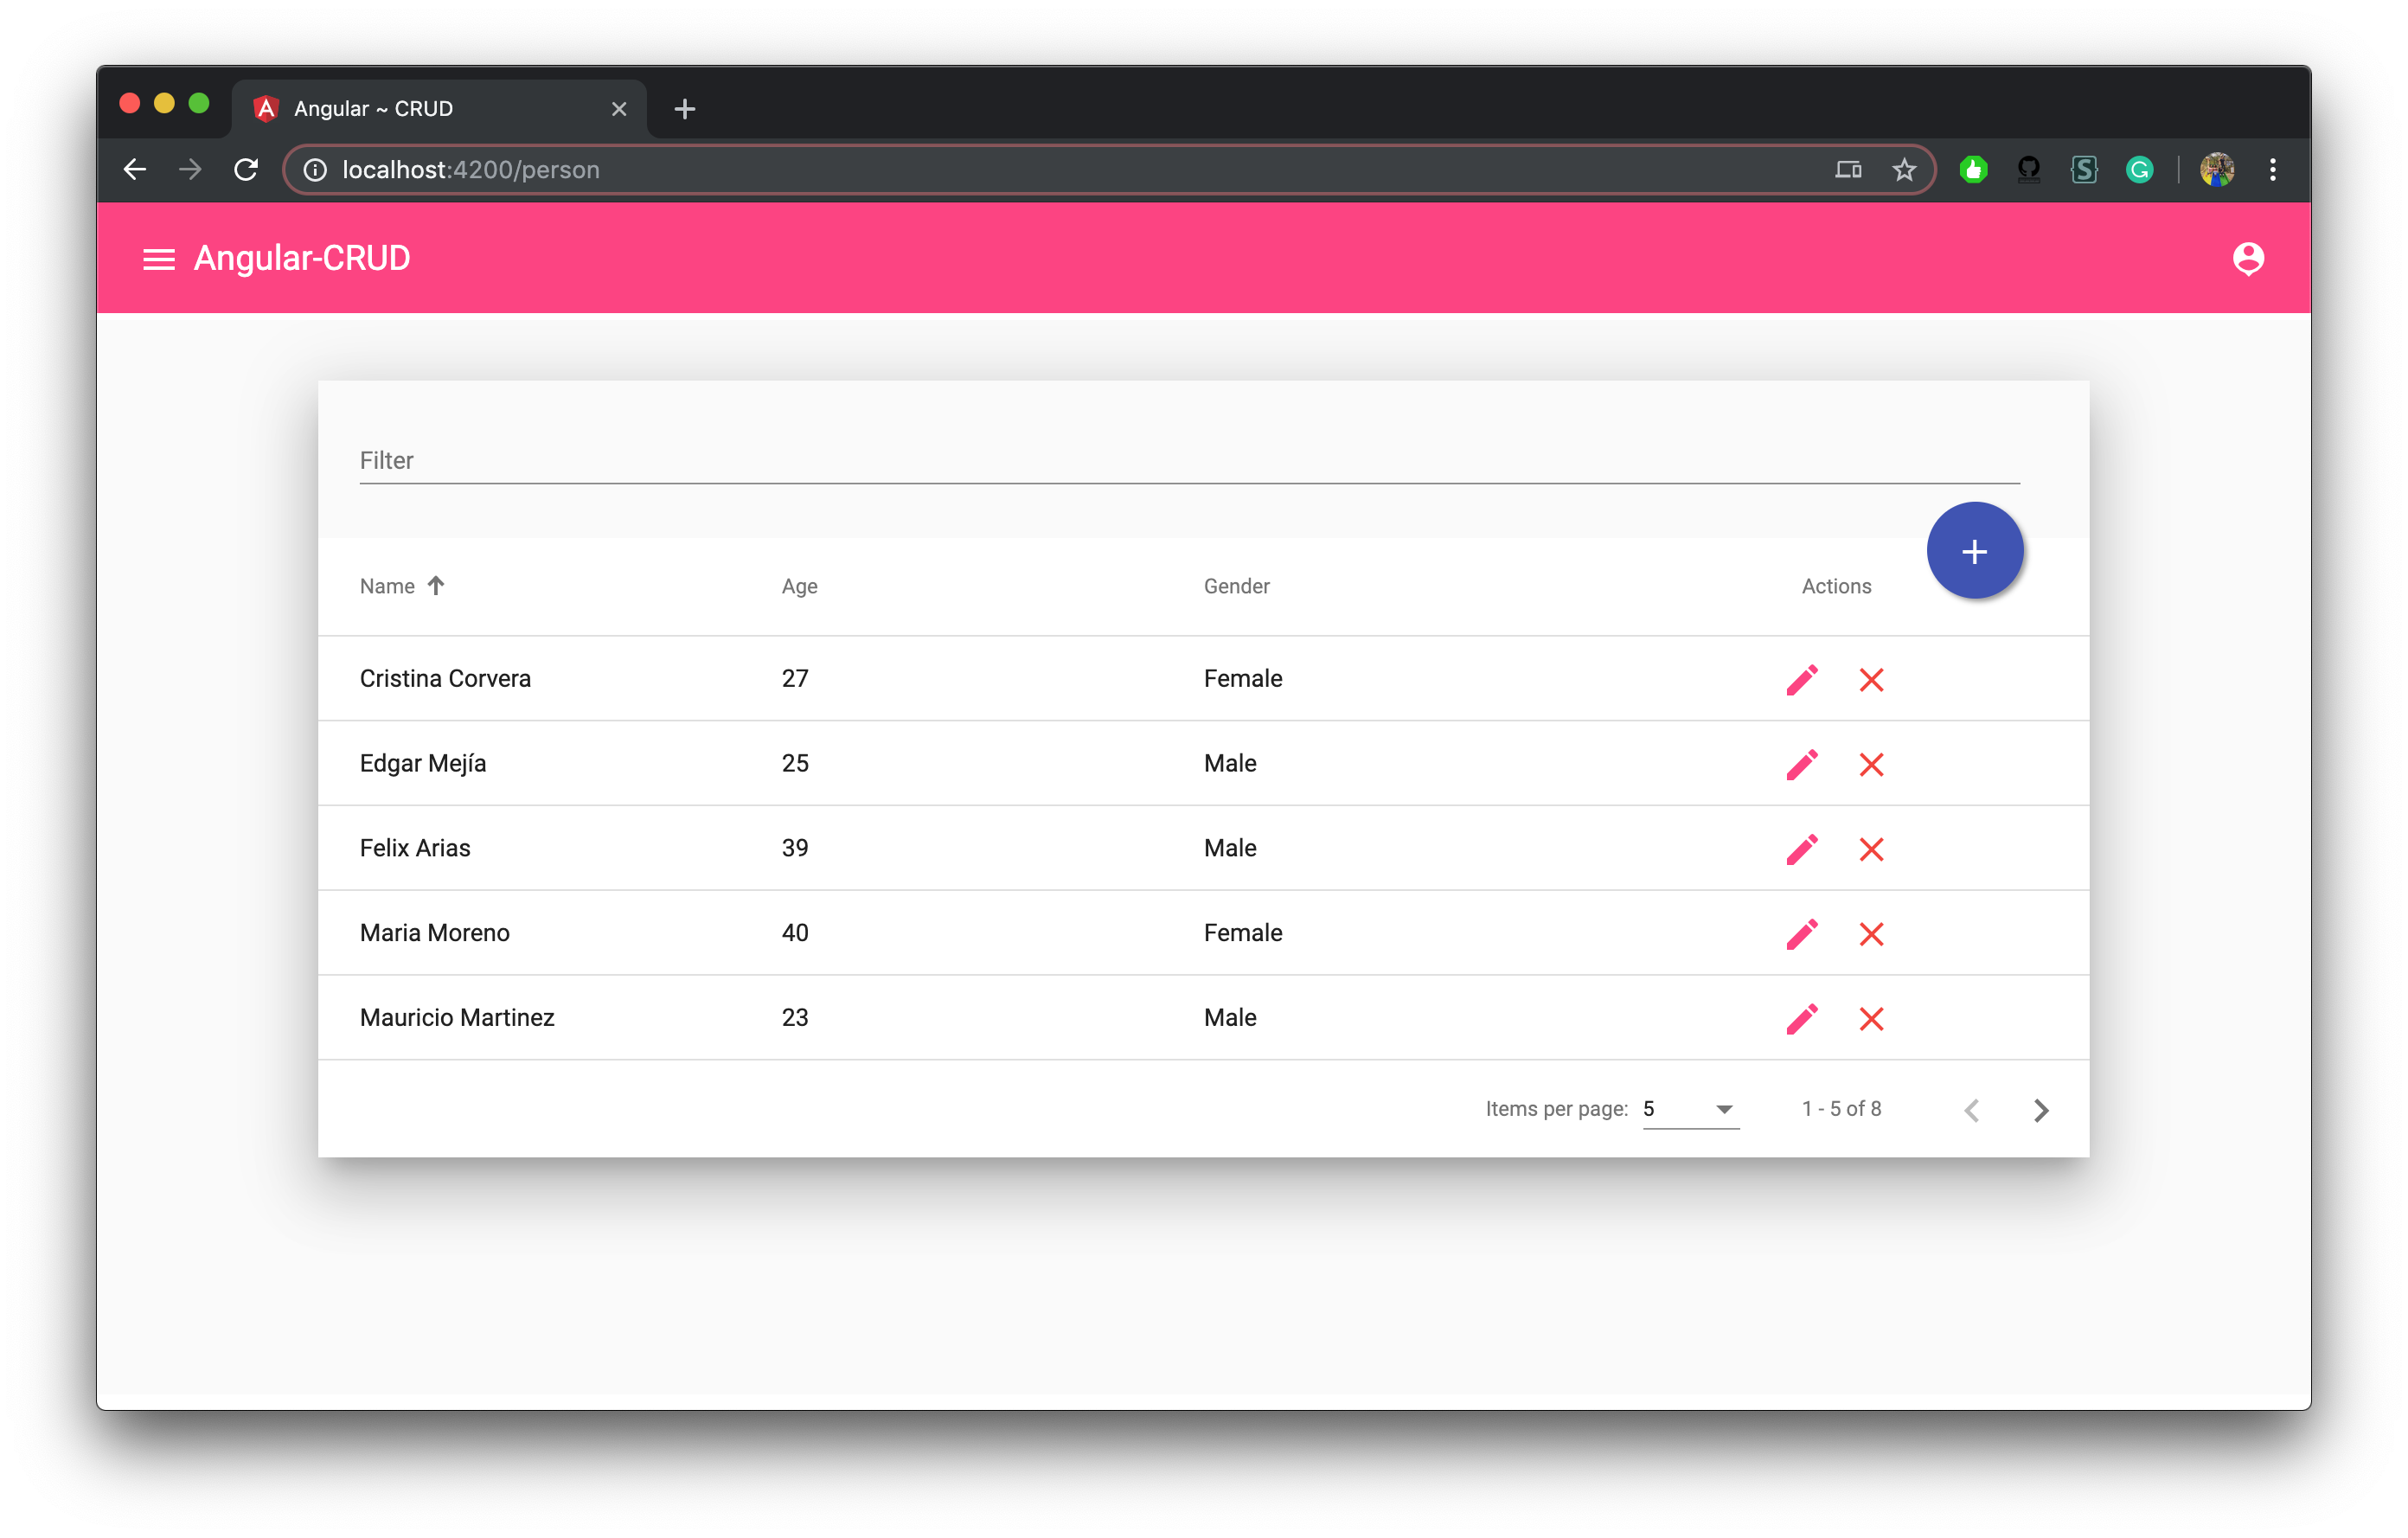 Angular ~ CRUD
localhost:4200/person
Angular-CRUD
Filter
Name Age Gender Actions
Cristina Corvera 27 Female
Edgar Mejía 25 Male
Felix Arias 39 Male
Maria Moreno 40 Female
Mauricio Martinez 23 Male
Items per page: 5 1 - 5 of 8